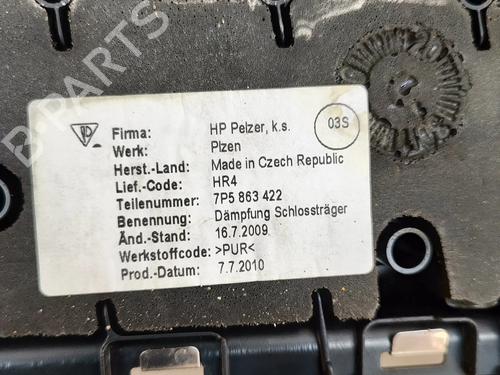 Firma: HP Pelzer, k.s. 03S
Werk: Plzen
Herst.-Land: Made in Czech Republic
Lief.-Code: HR4
Teilenummer: 7P5 863 422
Benennung: Dämpfung Schlossträger
Änd.-Stand: 16.7.2009
Werkstoffcode: >PUR<
Prod.-Datum: 7.7.2010
B-PARTS